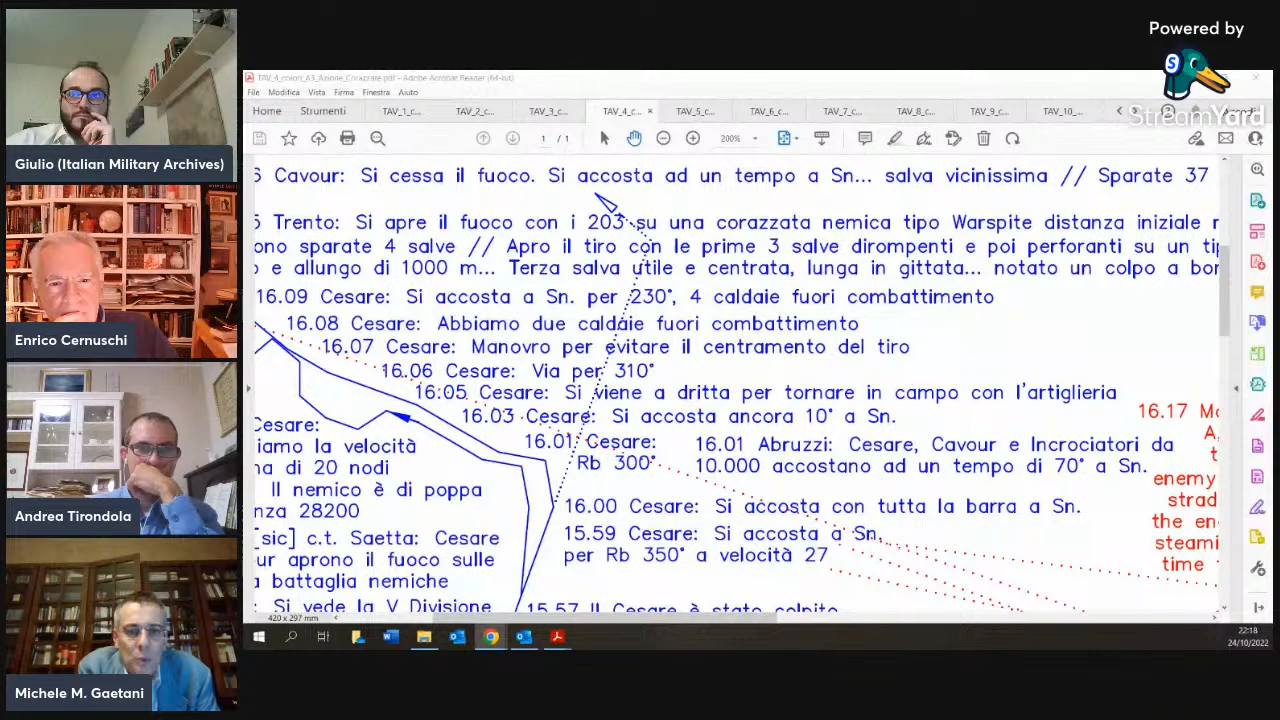 Powered by
StreamYard
Giulio (Italian Military Archives)
Enrico Cernuschi
Andrea Tirondola
Michele M. Gaetani
TAV_4_colori_A3_Azione_Corazzate.pdf - Adobe Acrobat Reader (64-bit)
File Modifica Vista Firma Finestra Aiuto
Home Strumenti TAV_1_c... TAV_2_c... TAV_3_c... TAV_4_c... × TAV_5_c... TAV_6_c... TAV_7_c... TAV_8_c... TAV_9_c... TAV_10_...
1 / 1 200%
6 Cavour: Si cessa il fuoco. Si accosta ad un tempo a Sn... salva vicinissima // Sparate 37
5 Trento: Si apre il fuoco con i 203 su una corazzata nemica tipo Warspite distanza iniziale
ono sparate 4 salve // Apro il tiro con le prime 3 salve dirompenti e poi perforanti su un tip
o e allungo di 1000 m... Terza salva utile e centrata, lunga in gittata... notato un colpo a bor
16.09 Cesare: Si accosta a Sn. per 230°, 4 caldaie fuori combattimento
16.08 Cesare: Abbiamo due caldaie fuori combattimento
16.07 Cesare: Manovro per evitare il centramento del tiro
16.06 Cesare: Via per 310°
16:05 Cesare: Si viene a dritta per tornare in campo con l'artiglieria
16.03 Cesare: Si accosta ancora 10° a Sn.
16.01 Cesare:
Rb 300°
16.01 Abruzzi: Cesare, Cavour e Incrociatori da
10.000 accostano ad un tempo di 70° a Sn.
16.00 Cesare: Si accosta con tutta la barra a Sn.
15.59 Cesare: Si accosta a Sn.
per Rb 350° a velocità 27
15.57 Il Cesare è stato colpito
Cesare:
iamo la velocità
na di 20 nodi
Il nemico è di poppa
nza 28200
[sic] c.t. Saetta: Cesare
ur aprono il fuoco sulle
a battaglia nemiche
: Si vede la V Divisione
16.17
enemy
strad
the en
steami
time
420 x 297 mm
22:18
24/10/2022